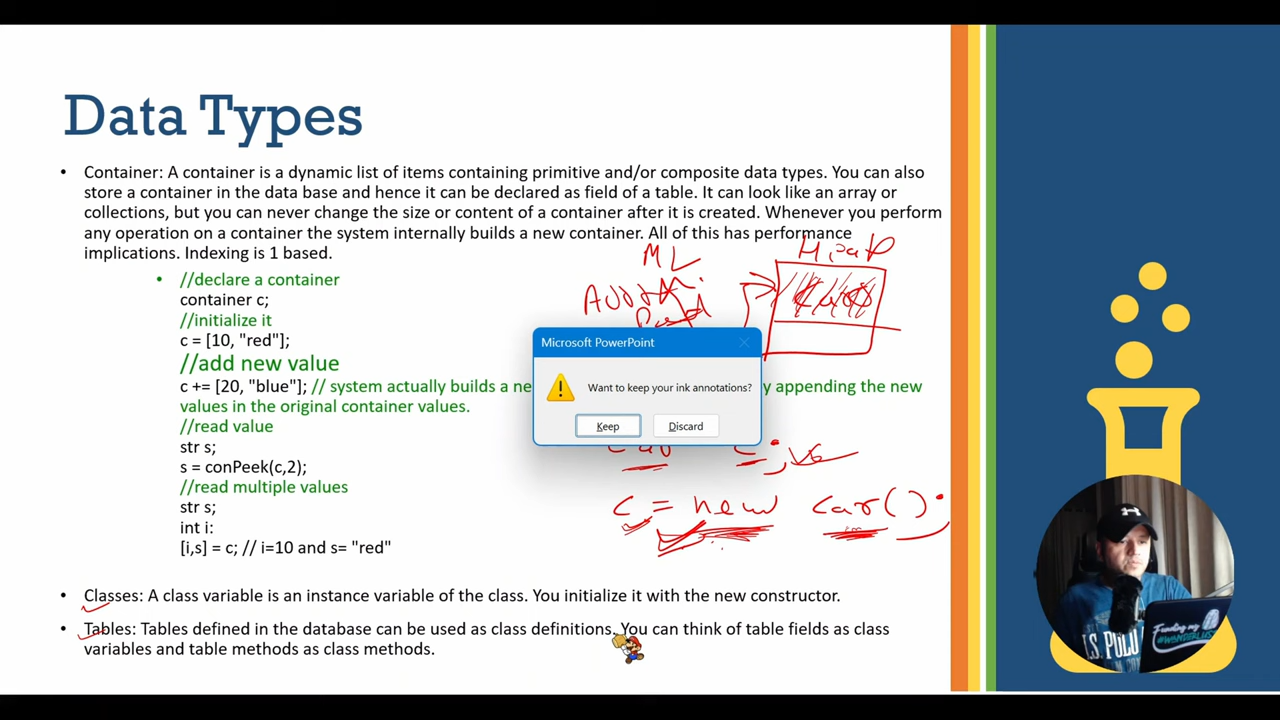 Data Types
• Container: A container is a dynamic list of items containing primitive and/or composite data types. You can also
store a container in the data base and hence it can be declared as field of a table. It can look like an array or
collections, but you can never change the size or content of a container after it is created. Whenever you perform
any operation on a container the system internally builds a new container. All of this has performance
implications. Indexing is 1 based.
• //declare a container
container c;
//initialize it
c = [10, "red"];
//add new value
c += [20, "blue"]; // system actually builds a ne
y appending the new
values in the original container values.
//read value
str s;
s = conPeek(c,2);
//read multiple values
str s;
int i:
[i,s] = c; // i=10 and s= "red"
ML
Microsoft PowerPoint
Want to keep your ink annotations?
Keep
Discard
c = new car();
• Classes: A class variable is an instance variable of the class. You initialize it with the new constructor.
• Tables: Tables defined in the database can be used as class definitions. You can think of table fields as class
variables and table methods as class methods.
Funding my
#WANDERLUST
U.S. POLO